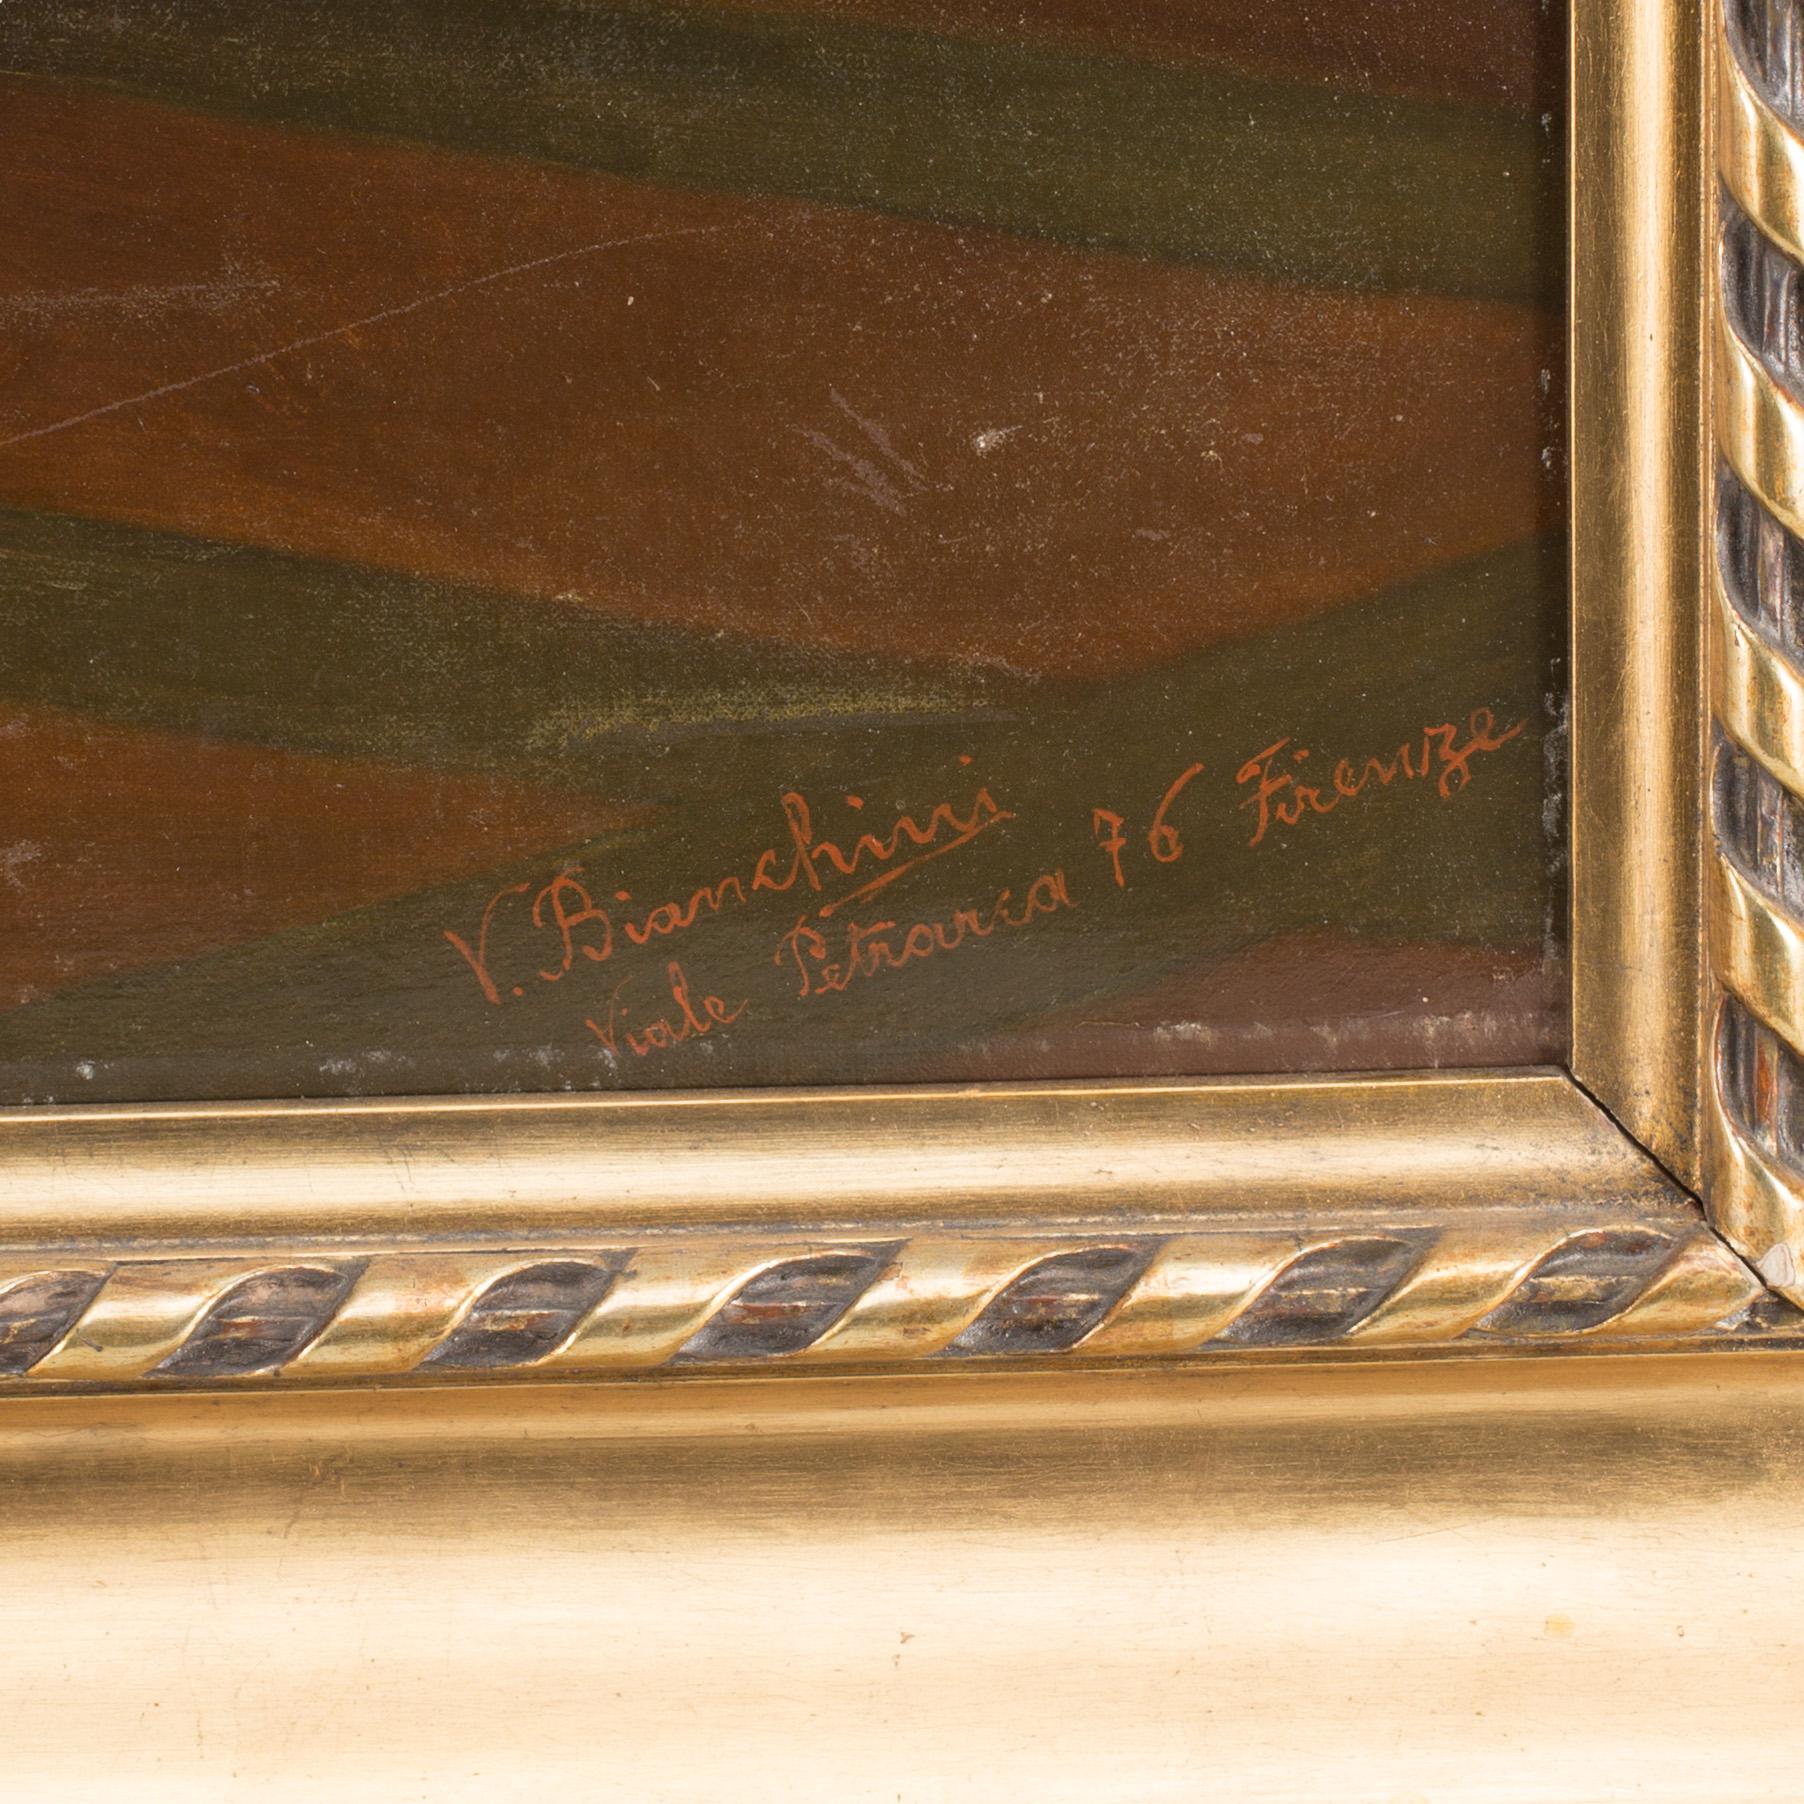 V. Bianchini
Viale Petrarca 76 Firenze